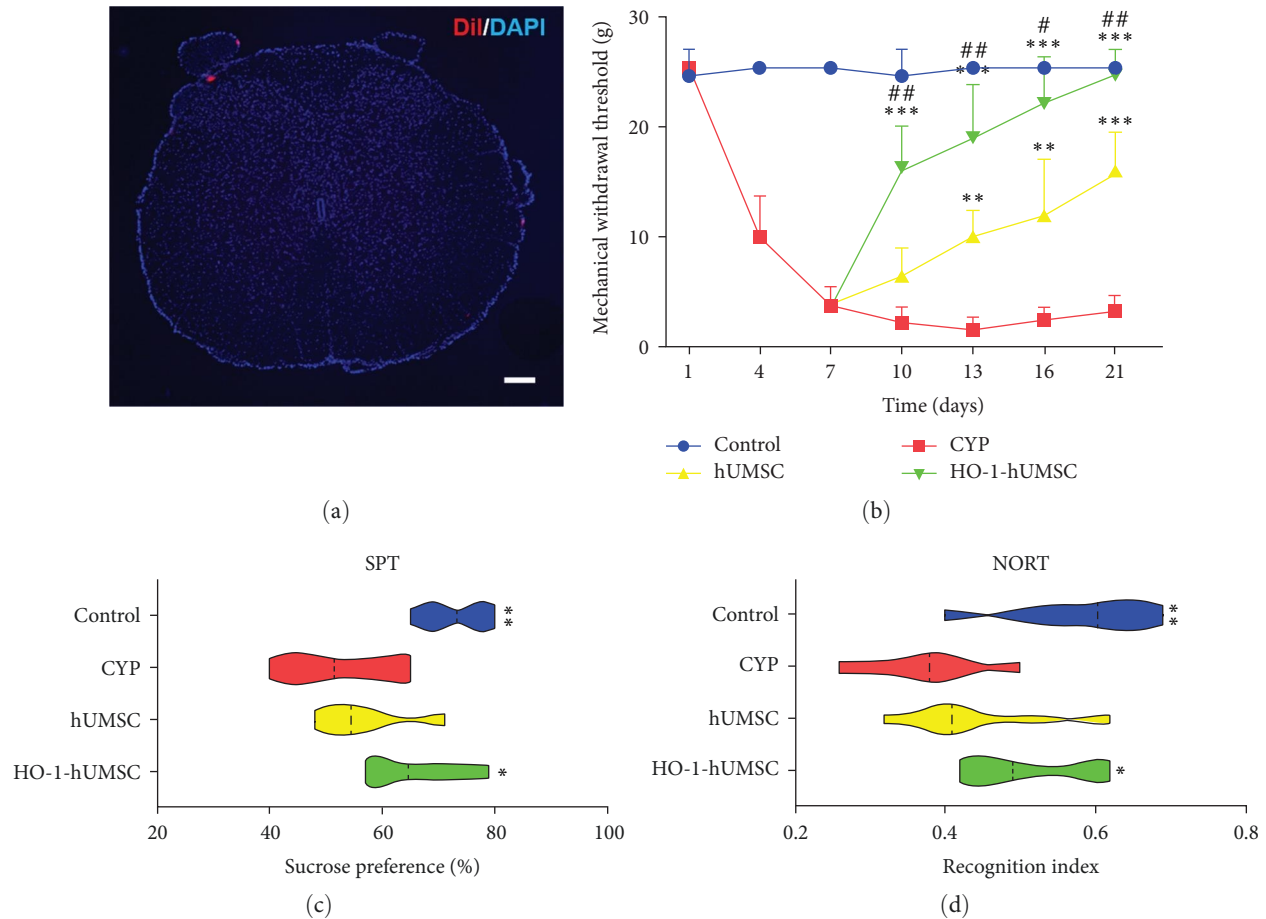 DiI/DAPI
(a)
Mechanical withdrawal threshold (g)
30
20
10
0
##
***
##
#
***
##
***
**
**
***
1 4 7 10 13 16 21
Time (days)
Control CYP
hUMSC HO-1-hUMSC
(b)
SPT
Control
**
CYP
hUMSC
HO-1-hUMSC
*
20 40 60 80 100
Sucrose preference (%)
(c)
NORT
Control
**
CYP
hUMSC
HO-1-hUMSC
*
0.2 0.4 0.6 0.8
Recognition index
(d)